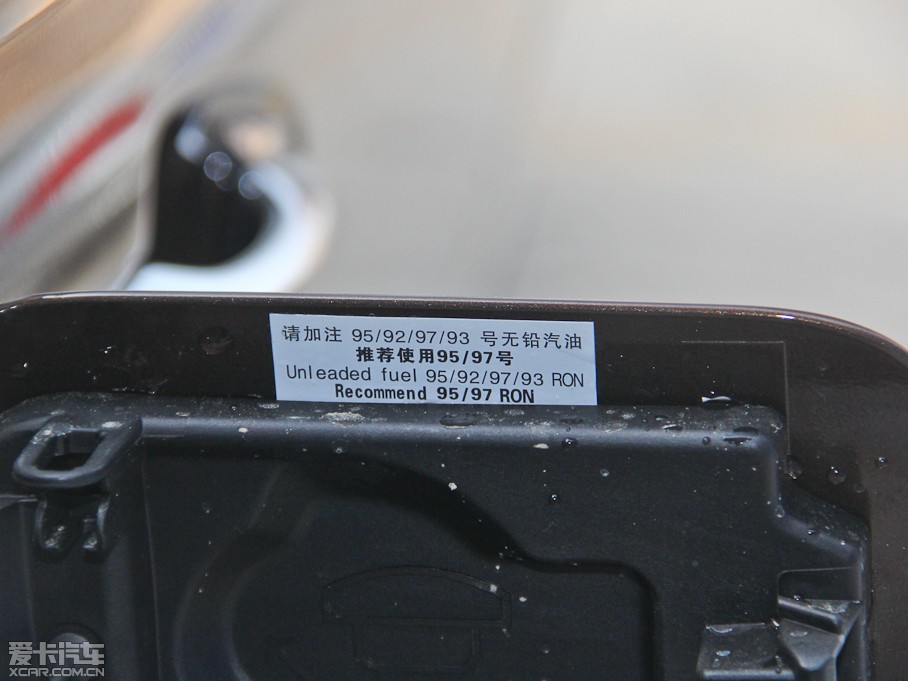 请加注 95/92/97/93 号无铅汽油
推荐使用95/97号
Unleaded fuel 95/92/97/93 RON
Recommend 95/97 RON
爱卡汽车
XCAR.COM.CN